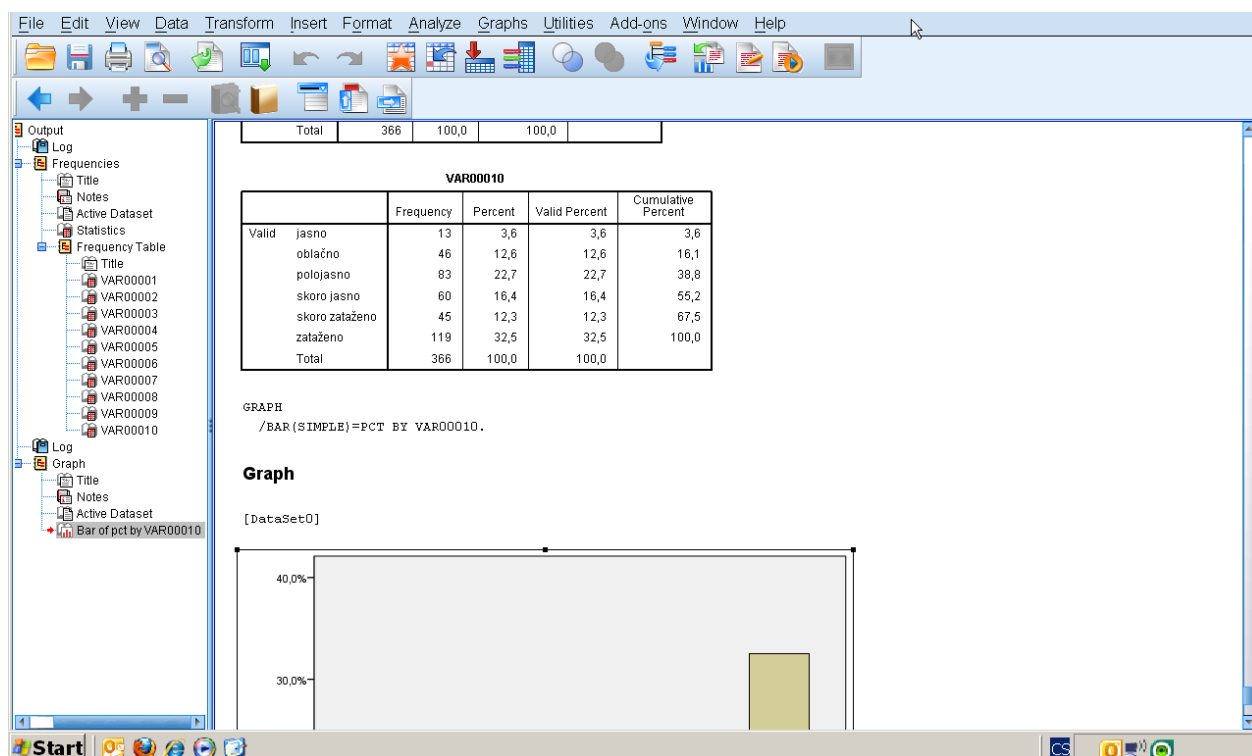 File Edit View Data Transform Insert Format Analyze Graphs Utilities Add-ons Window Help
Output
Log
Frequencies
Title
Notes
Active Dataset
Statistics
Frequency Table
Title
VAR00001
VAR00002
VAR00003
VAR00004
VAR00005
VAR00006
VAR00007
VAR00008
VAR00009
VAR00010
Log
Graph
Title
Notes
Active Dataset
Bar of pct by VAR00010
Total 366 100,0 100,0
VAR00010
Frequency Percent Valid Percent Cumulative Percent
Valid jasno 13 3,6 3,6 3,6
oblačno 46 12,6 12,6 16,1
polojasno 83 22,7 22,7 38,8
skoro jasno 60 16,4 16,4 55,2
skoro zataženo 45 12,3 12,3 67,5
zataženo 119 32,5 32,5 100,0
Total 366 100,0 100,0
GRAPH
/BAR(SIMPLE)=PCT BY VAR00010.
Graph
[DataSet0]
40,0%
30,0%
Start CS